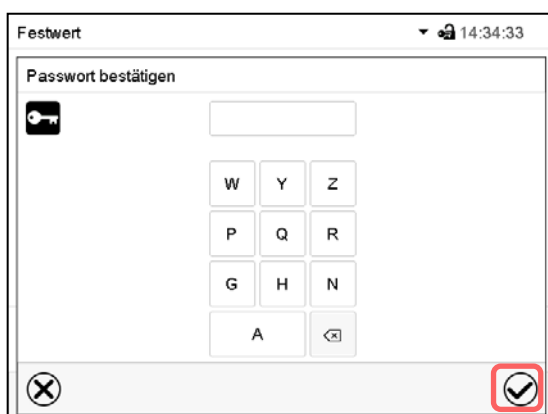 Festwert 14:34:33
Passwort bestätigen
W Y Z
P Q R
G H N
A